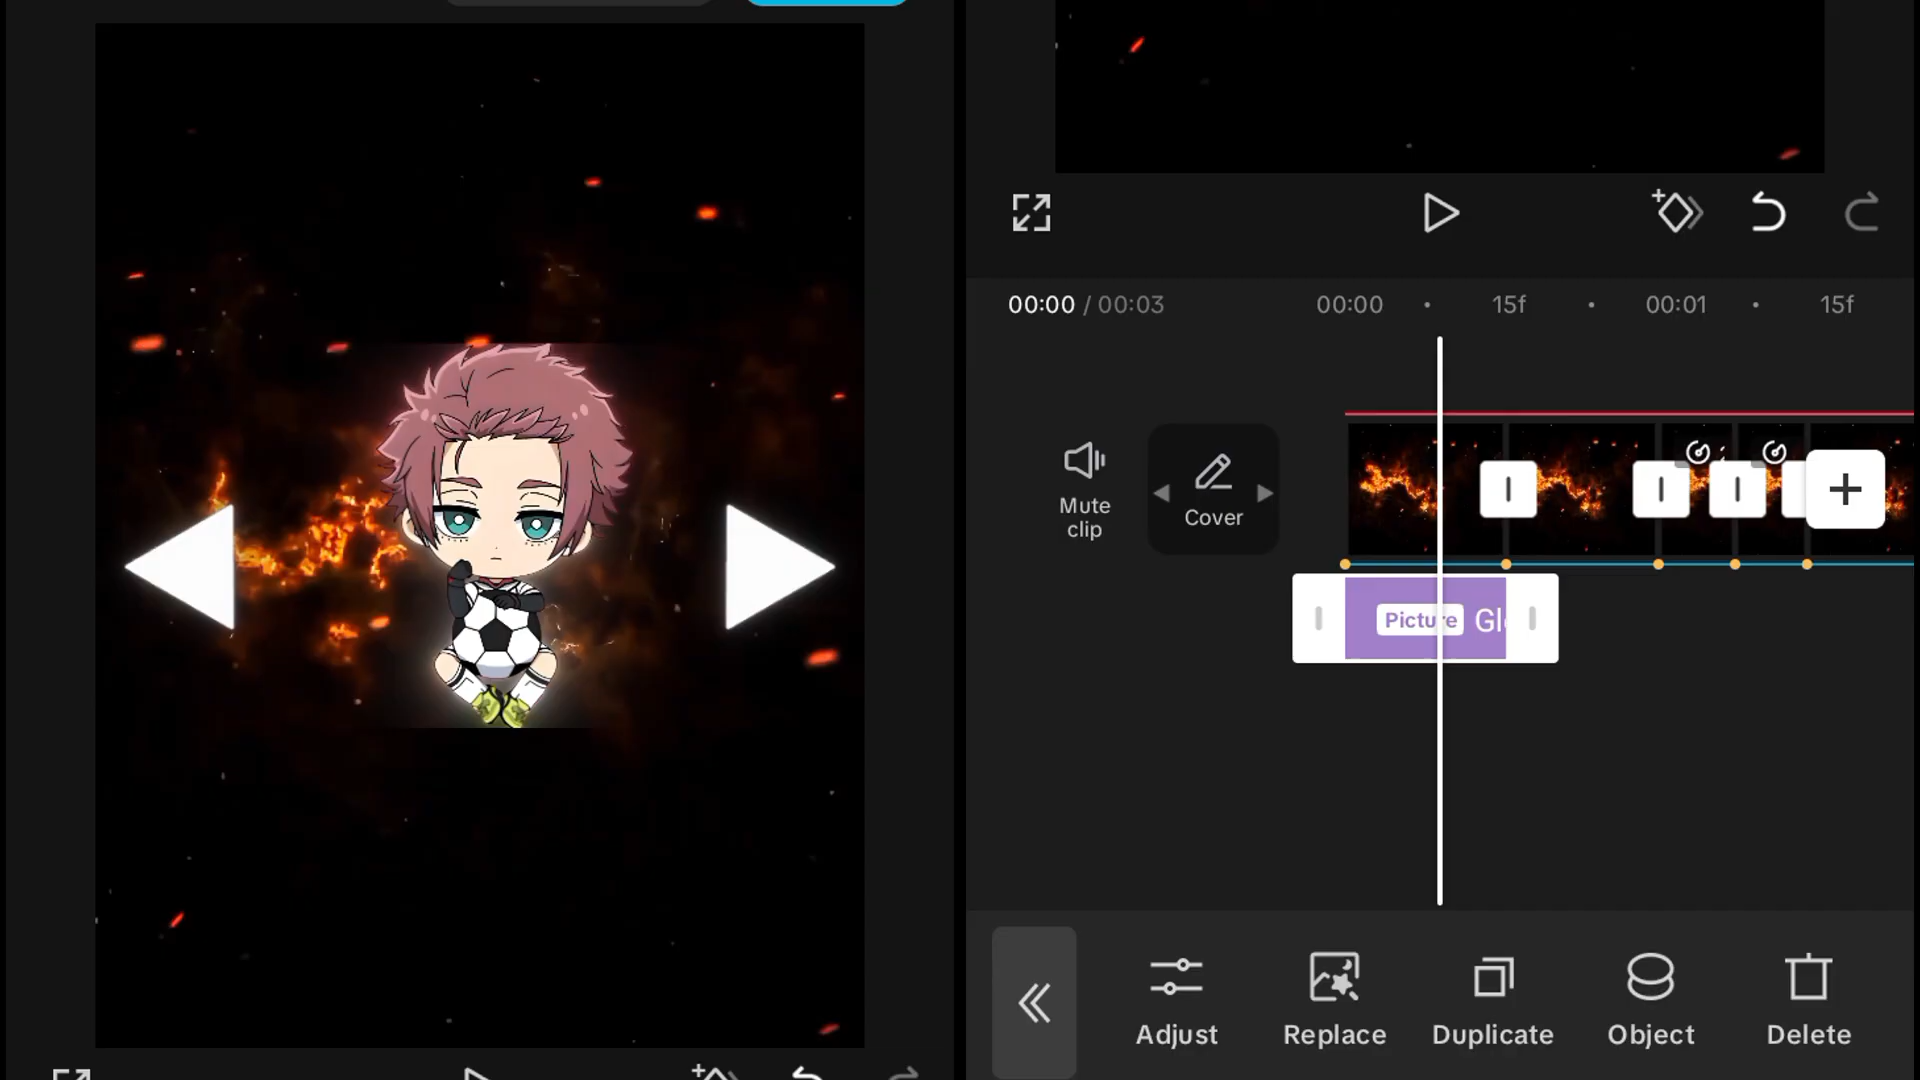 00:00 / 00:03
00:00 15f 00:01 15f
Mute
clip
Cover
Picture
Adjust
Replace
Duplicate
Object
Delete